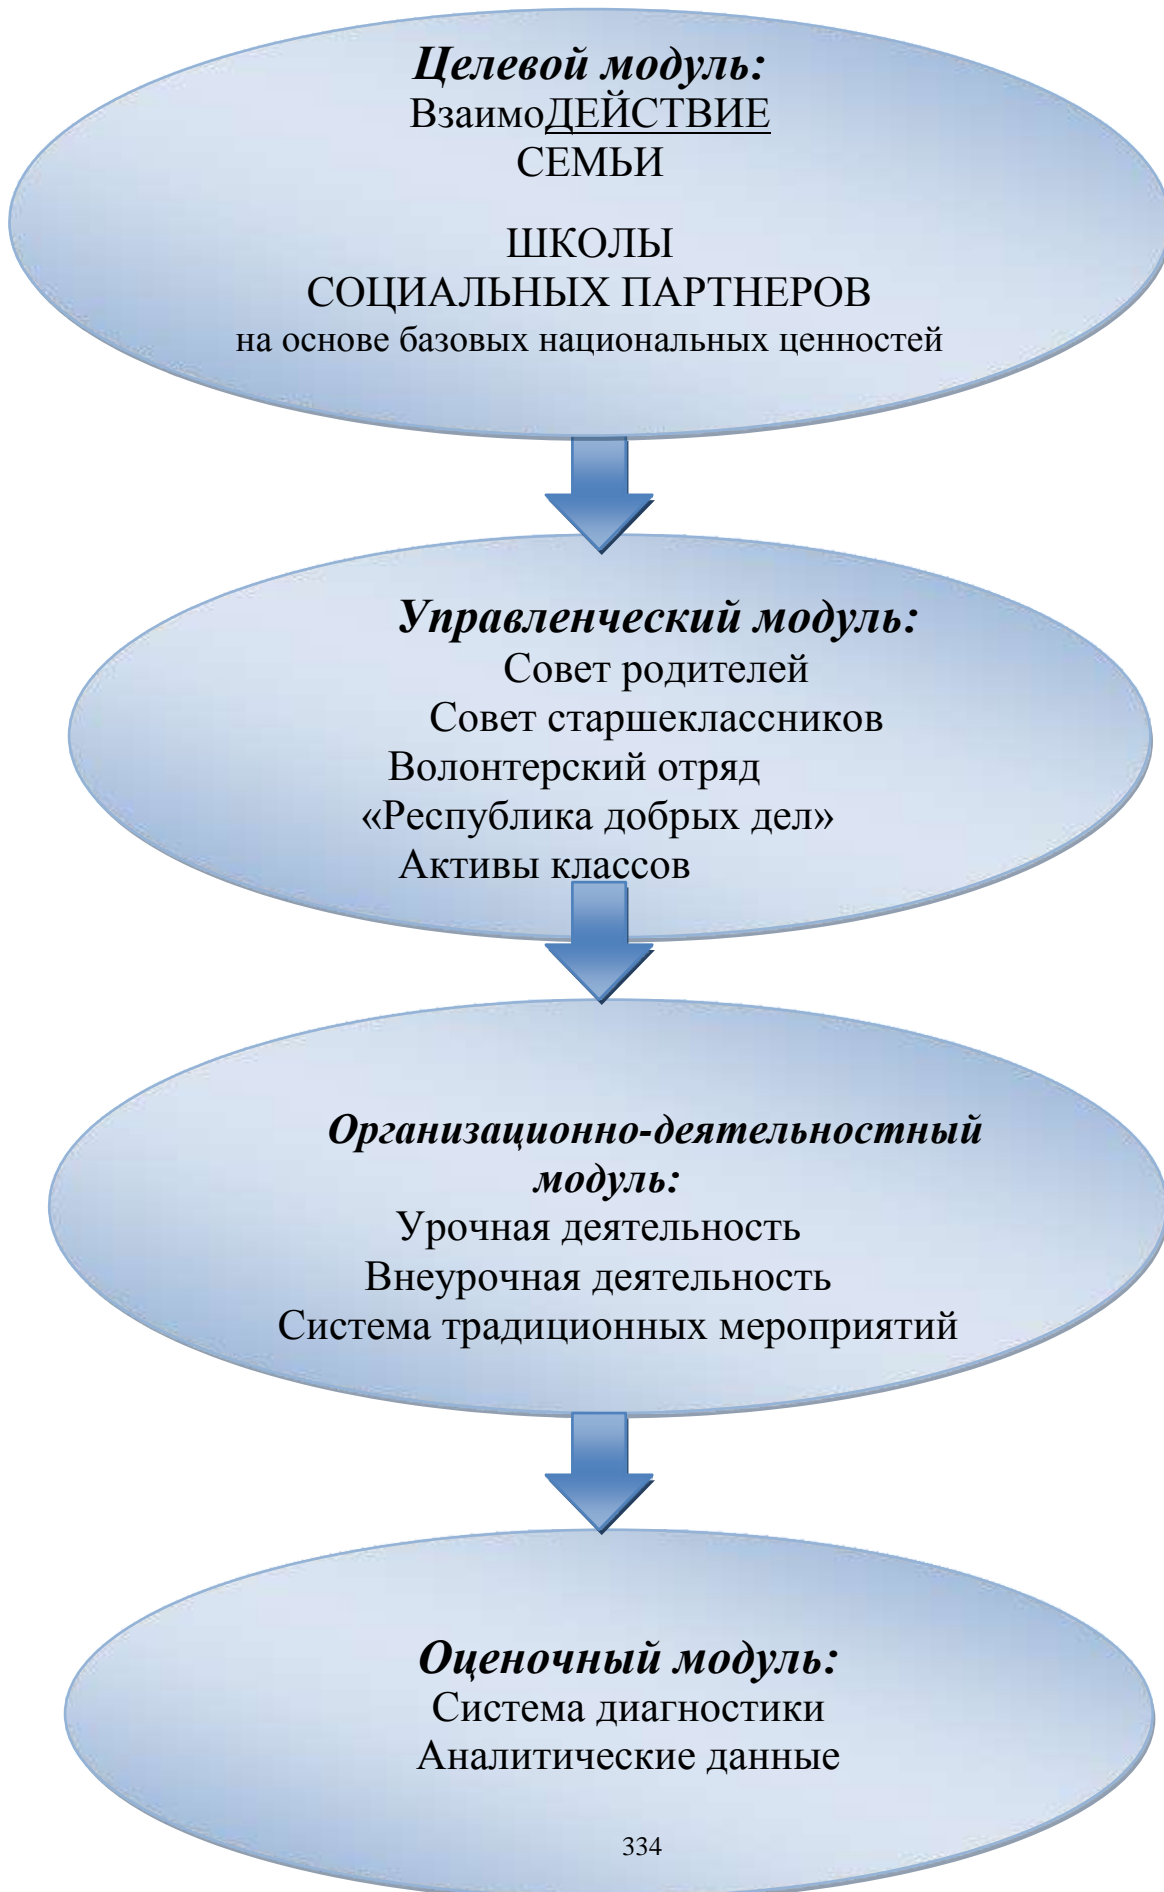 Целевой модуль:
ВзаимоДЕЙСТВИЕ
СЕМЬИ
ШКОЛЫ
СОЦИАЛЬНЫХ ПАРТНЕРОВ
на основе базовых национальных ценностей
Управленческий модуль:
Совет родителей
Совет старшеклассников
Волонтерский отряд
«Республика добрых дел»
Активы классов
Организационно-деятельностный
модуль:
Урочная деятельность
Внеурочная деятельность
Система традиционных мероприятий
Оценочный модуль:
Система диагностики
Аналитические данные
334